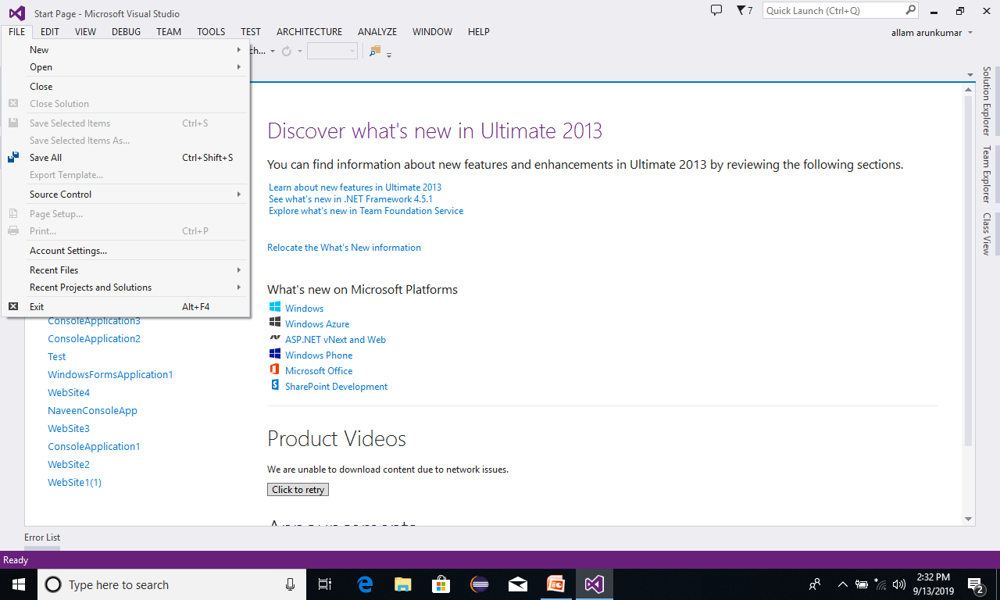 Start Page - Microsoft Visual Studio
7
Quick Launch (Ctrl+Q)
FILE EDIT VIEW DEBUG TEAM TOOLS TEST ARCHITECTURE ANALYZE WINDOW HELP
allam arunkumar
New
Open
Close
Close Solution
Save Selected Items Ctrl+S
Save Selected Items As...
Save All Ctrl+Shift+S
Export Template...
Source Control
Page Setup...
Print... Ctrl+P
Account Settings...
Recent Files
Recent Projects and Solutions
Exit Alt+F4
ch...
ConsoleApplication3
ConsoleApplication2
Test
WindowsFormsApplication1
WebSite4
NaveenConsoleApp
WebSite3
ConsoleApplication1
WebSite2
WebSite1(1)
Discover what's new in Ultimate 2013
You can find information about new features and enhancements in Ultimate 2013 by reviewing the following sections.
Learn about new features in Ultimate 2013
See what's new in .NET Framework 4.5.1
Explore what's new in Team Foundation Service
Relocate the What's New information
What's new on Microsoft Platforms
Windows
Windows Azure
ASP.NET vNext and Web
Windows Phone
Microsoft Office
SharePoint Development
Product Videos
We are unable to download content due to network issues.
Click to retry
Announcements
Solution Explorer
Team Explorer
Class View
Error List
Ready
Type here to search
2:32 PM
9/13/2019
2